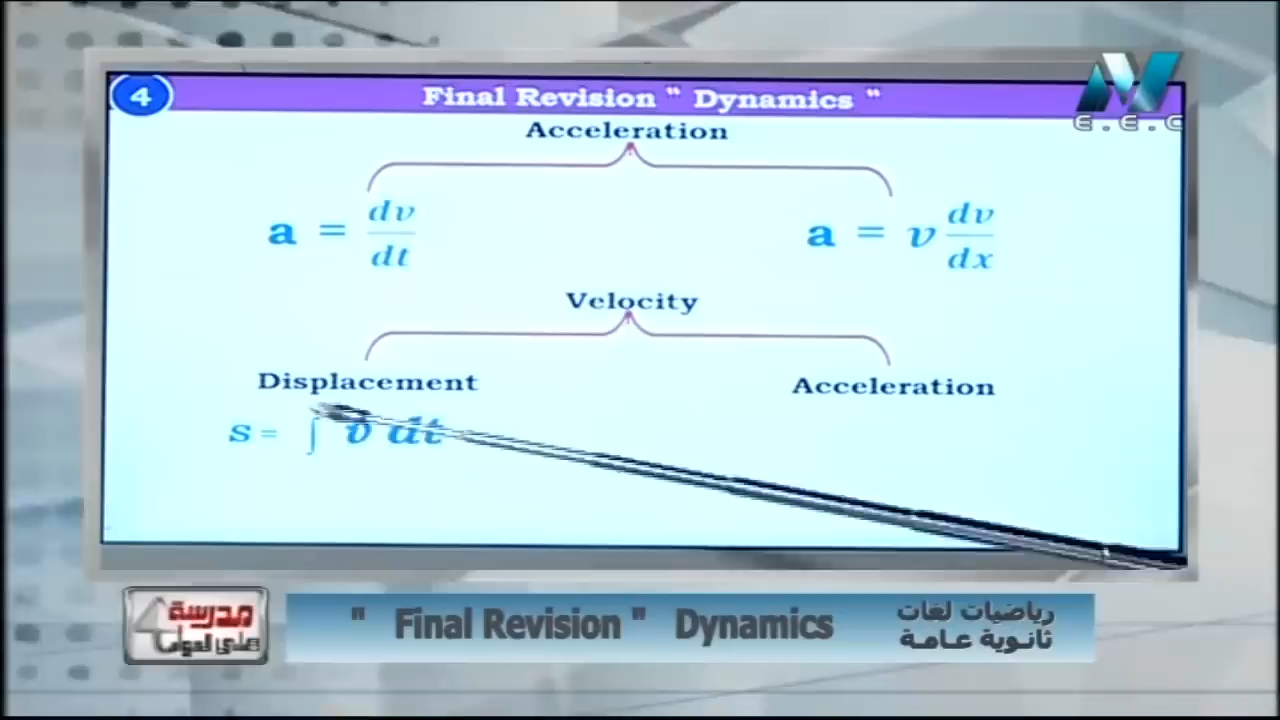 4
Final Revision " Dynamics "
E.E.C
Acceleration
a = dv/dt
a = v dv/dx
Velocity
Displacement
Acceleration
s = ∫ v dt
مدرسة
على الهواء
" Final Revision " Dynamics
رياضيات لغات
ثانوية عامة